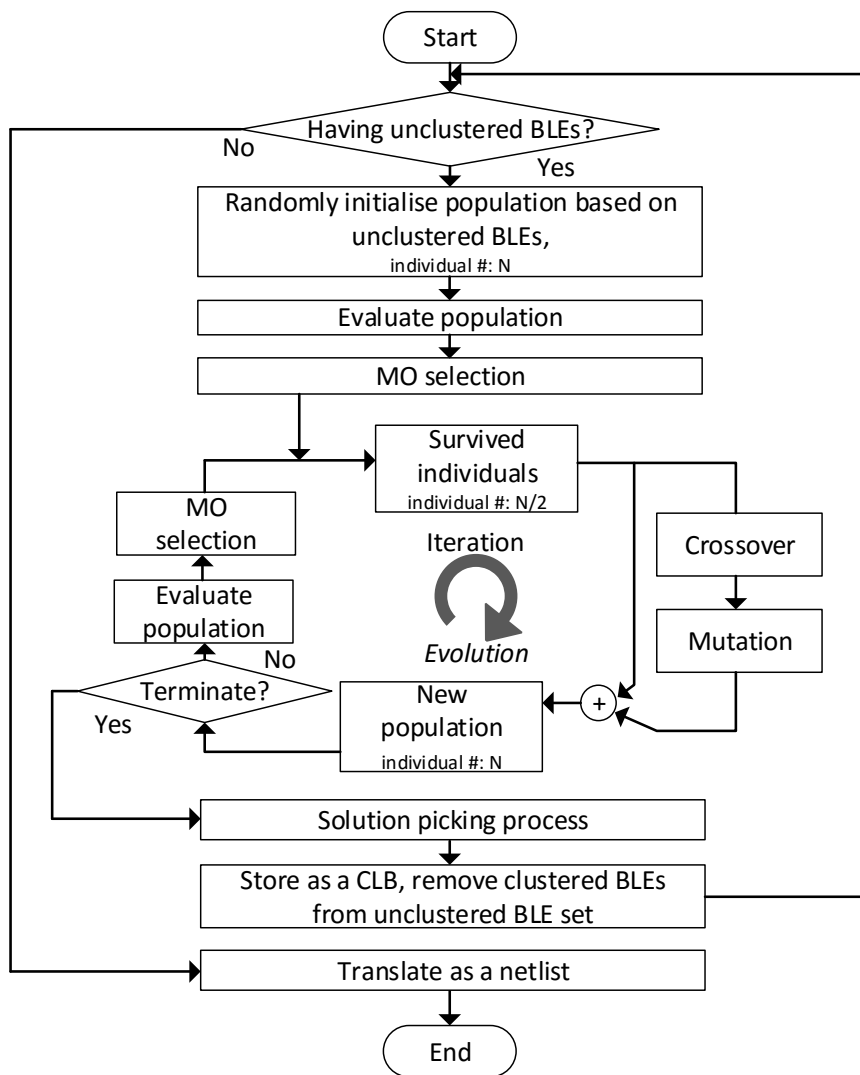 Start
Having unclustered BLEs?
No
Yes
Randomly initialise population based on
unclustered BLEs,
individual #: N
Evaluate population
MO selection
Survived
individuals
individual #: N/2
MO
selection
Iteration
Crossover
Evaluate
population
Evolution
Mutation
No
Terminate?
Yes
New
population
individual #: N
+
Solution picking process
Store as a CLB, remove clustered BLEs
from unclustered BLE set
Translate as a netlist
End